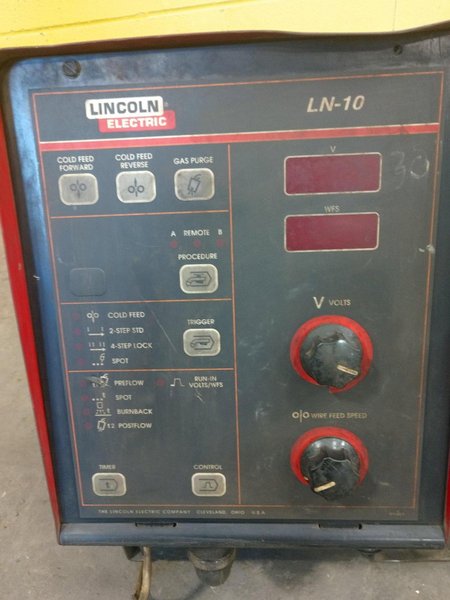 LINCOLN
ELECTRIC
LN-10
COLD FEED
FORWARD
COLD FEED
REVERSE
GAS PURGE
V
WFS
A REMOTE B
PROCEDURE
COLD FEED
2-STEP STD
4-STEP LOCK
SPOT
TRIGGER
V VOLTS
PREFLOW
SPOT
BURNBACK
t2 POSTFLOW
RUN-IN
VOLTS/WFS
WIRE FEED SPEED
TIMER
CONTROL
THE LINCOLN ELECTRIC COMPANY CLEVELAND, OHIO U.S.A.